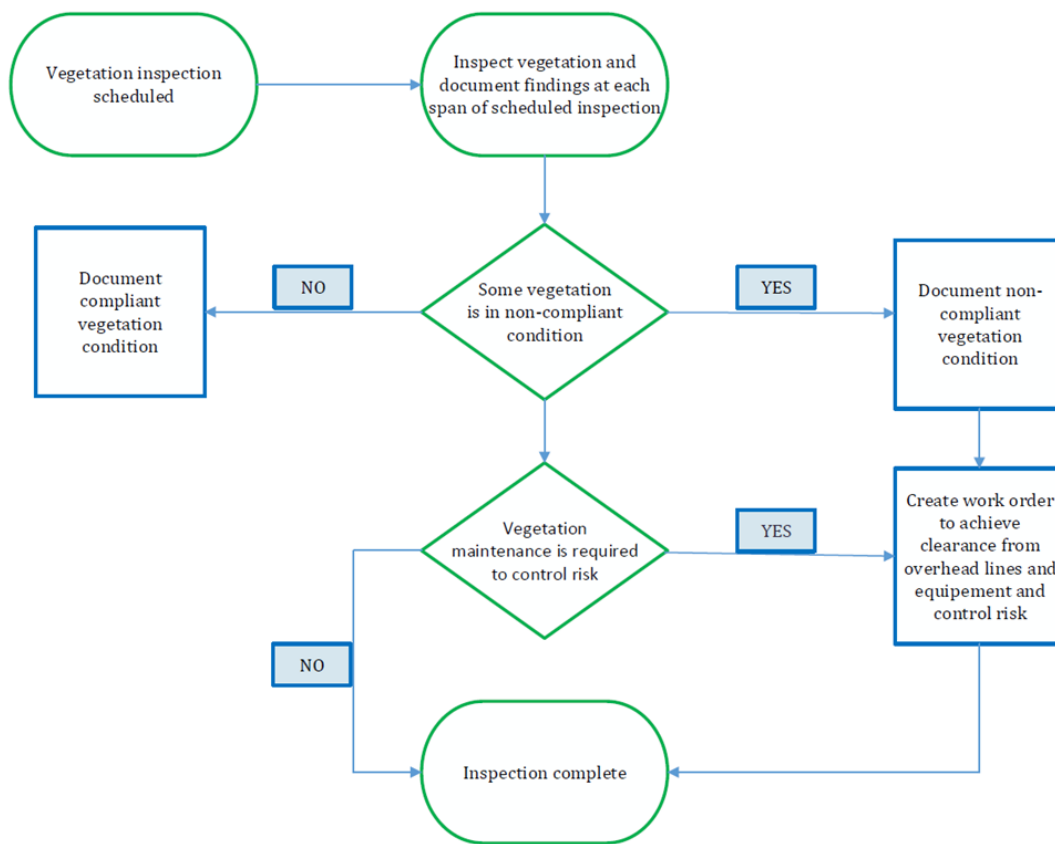 Vegetation inspection
scheduled
Inspect vegetation and
document findings at each
span of scheduled inspection
Document
compliant
vegetation
condition
NO
Some vegetation
is in non-compliant
condition
YES
Document non-
compliant
vegetation
condition
Vegetation
maintenance is required
to control risk
YES
Create work order
to achieve
clearance from
overhead lines and
equipement and
control risk
NO
Inspection complete